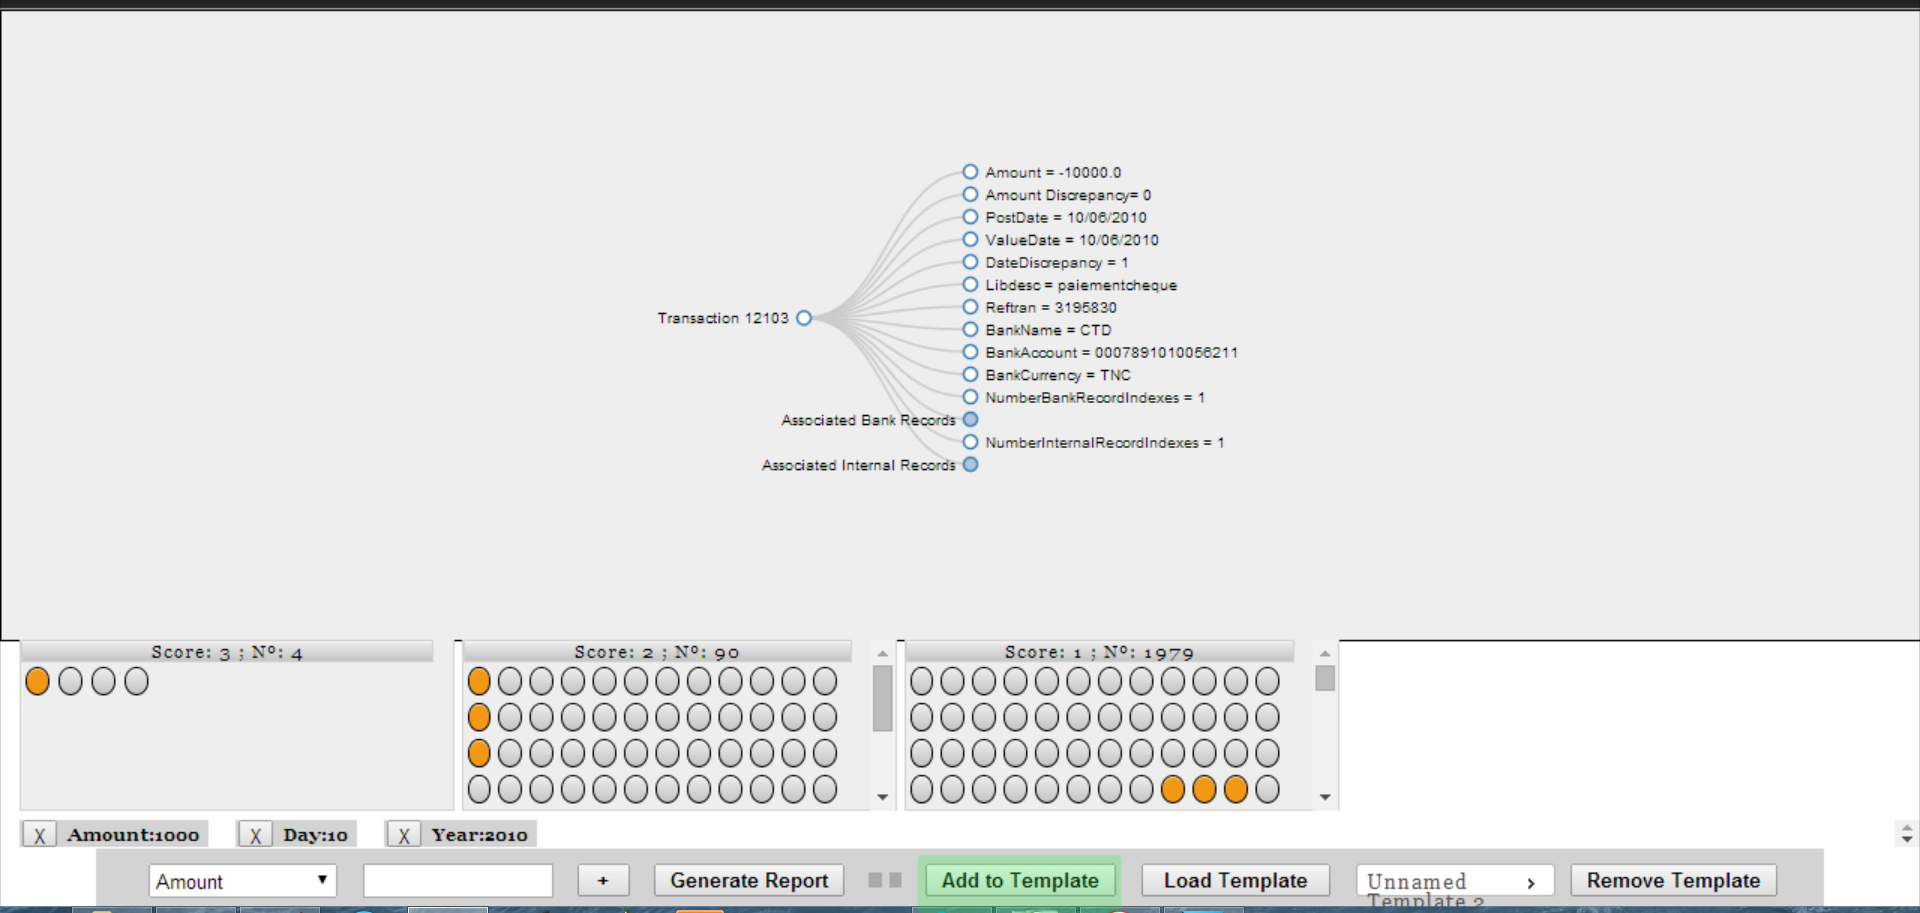 Amount = -10000.0
Amount Discrepancy= 0
PostDate = 10/06/2010
ValueDate = 10/06/2010
DateDiscrepancy = 1
Libdesc = paiementcheque
Reftran = 3195830
Transaction 12103
BankName = CTD
BankAccount = 0007891010056211
BankCurrency = TNC
NumberBankRecordIndexes = 1
Associated Bank Records
NumberInternalRecordIndexes = 1
Associated Internal Records
Score: 3 ; Nº: 4
Score: 2 ; Nº: 90
Score: 1 ; Nº: 1979
X Amount:1000 X Day:10 X Year:2010
Amount ▼ + Generate Report Add to Template Load Template Unnamed › Remove Template
Template 2